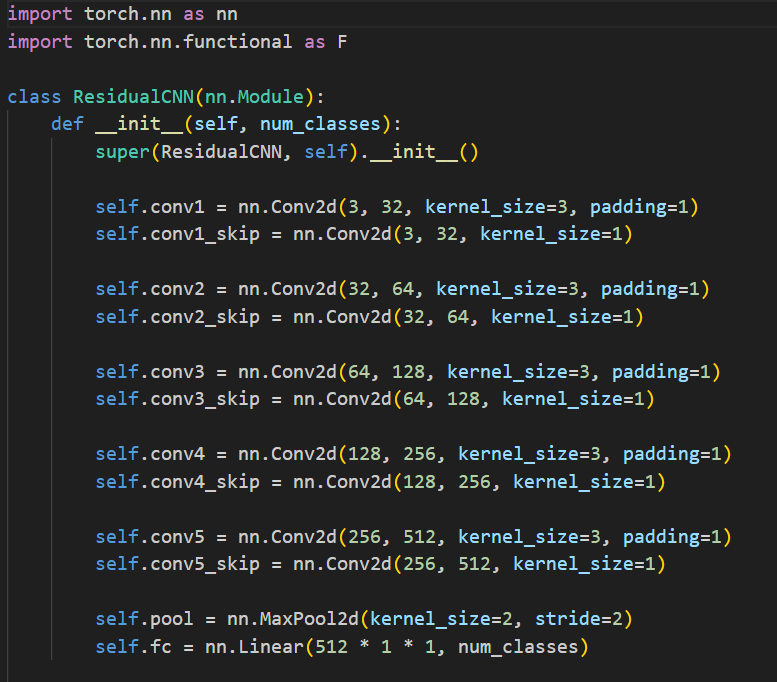 import torch.nn as nn
import torch.nn.functional as F
class ResidualCNN(nn.Module):
    def __init__(self, num_classes):
        super(ResidualCNN, self).__init__()
        self.conv1 = nn.Conv2d(3, 32, kernel_size=3, padding=1)
        self.conv1_skip = nn.Conv2d(3, 32, kernel_size=1)
        self.conv2 = nn.Conv2d(32, 64, kernel_size=3, padding=1)
        self.conv2_skip = nn.Conv2d(32, 64, kernel_size=1)
        self.conv3 = nn.Conv2d(64, 128, kernel_size=3, padding=1)
        self.conv3_skip = nn.Conv2d(64, 128, kernel_size=1)
        self.conv4 = nn.Conv2d(128, 256, kernel_size=3, padding=1)
        self.conv4_skip = nn.Conv2d(128, 256, kernel_size=1)
        self.conv5 = nn.Conv2d(256, 512, kernel_size=3, padding=1)
        self.conv5_skip = nn.Conv2d(256, 512, kernel_size=1)
        self.pool = nn.MaxPool2d(kernel_size=2, stride=2)
        self.fc = nn.Linear(512 * 1 * 1, num_classes)